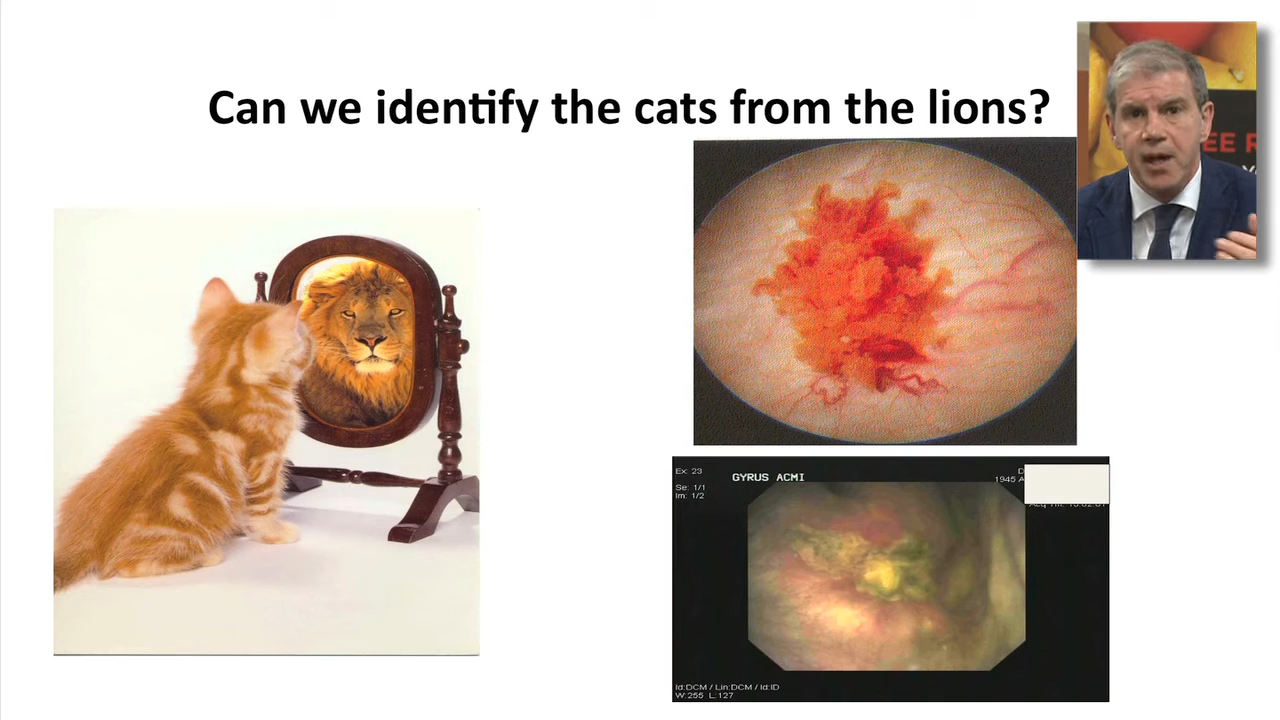 Can we identify the cats from the lions?
EE R
Ex: 23
GYRUS ACMI
Se: 1/1
Im: 1/2
D
1945 A
Id:DCM / Lin:DCM / Id:ID
W:255 L:127